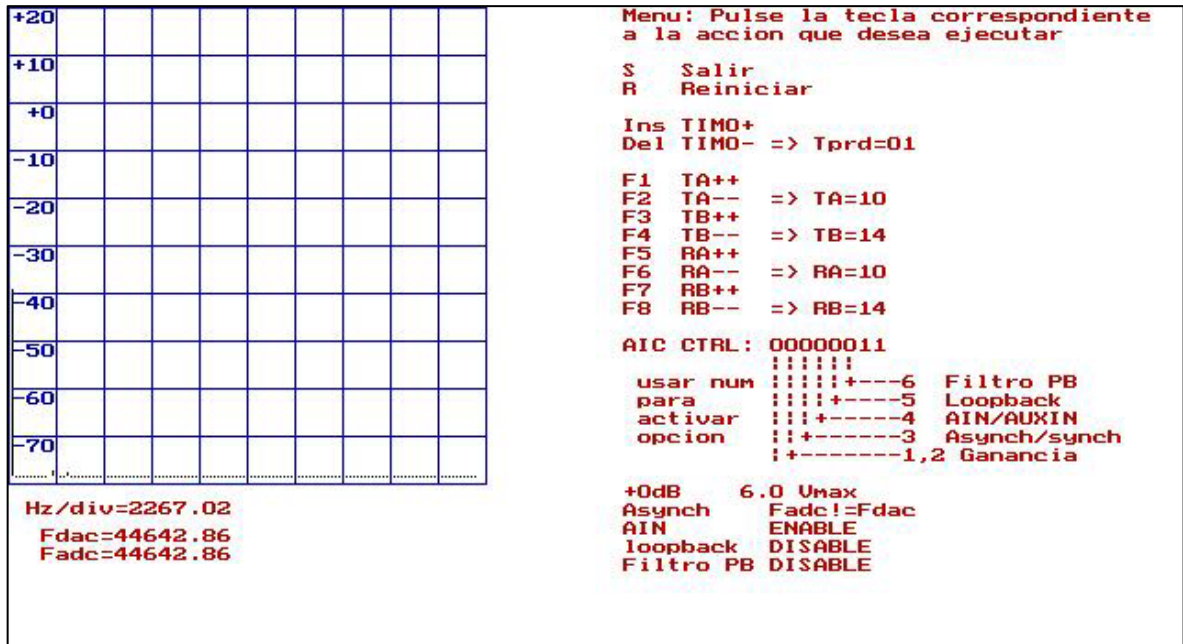 +20
+10
+0
-10
-20
-30
-40
-50
-60
-70
Hz/div=2267.02
Fdac=44642.86
Fadc=44642.86
Menu: Pulse la tecla correspondiente
a la accion que desea ejecutar
S Salir
R Reiniciar
Ins TIM0+
Del TIM0- => Tprd=01
F1 TA++
F2 TA-- => TA=10
F3 TB++
F4 TB-- => TB=14
F5 RA++
F6 RA-- => RA=10
F7 RB++
F8 RB-- => RB=14
AIC CTRL: 00000011
¦¦¦¦¦¦
usar num ¦¦¦¦¦+---6 Filtro PB
para ¦¦¦¦+----5 Loopback
activar ¦¦¦+-----4 AIN/AUXIN
opcion ¦¦+------3 Asynch/synch
¦+-------1,2 Ganancia
+0dB 6.0 Vmax
Asynch Fadc!=Fdac
AIN ENABLE
loopback DISABLE
Filtro PB DISABLE